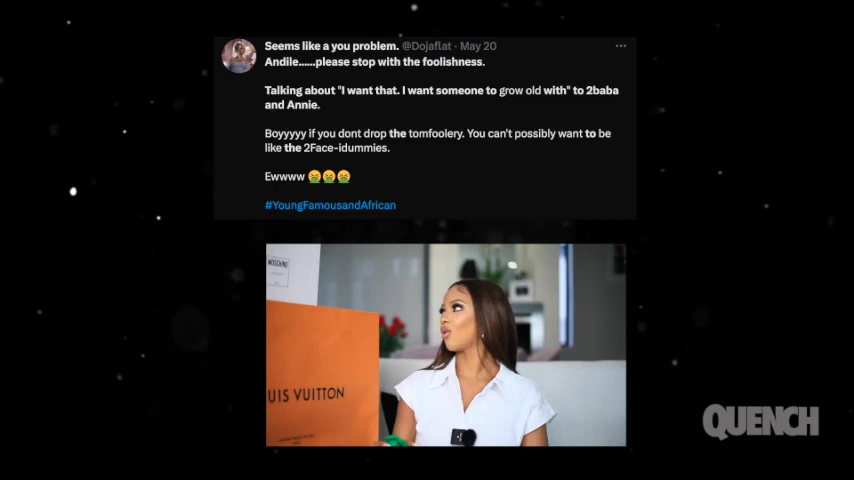 Seems like a you problem. @Dojaflat · May 20
Andile......please stop with the foolishness.
Talking about "I want that. I want someone to grow old with" to 2baba
and Annie.
Boyyyyy if you dont drop the tomfoolery. You can't possibly want to be
like the 2Face-idummies.
Ewwww 🤮🤮🤮
#YoungFamousandAfrican
MOSCHINO
UIS VUITTON
QUENCH